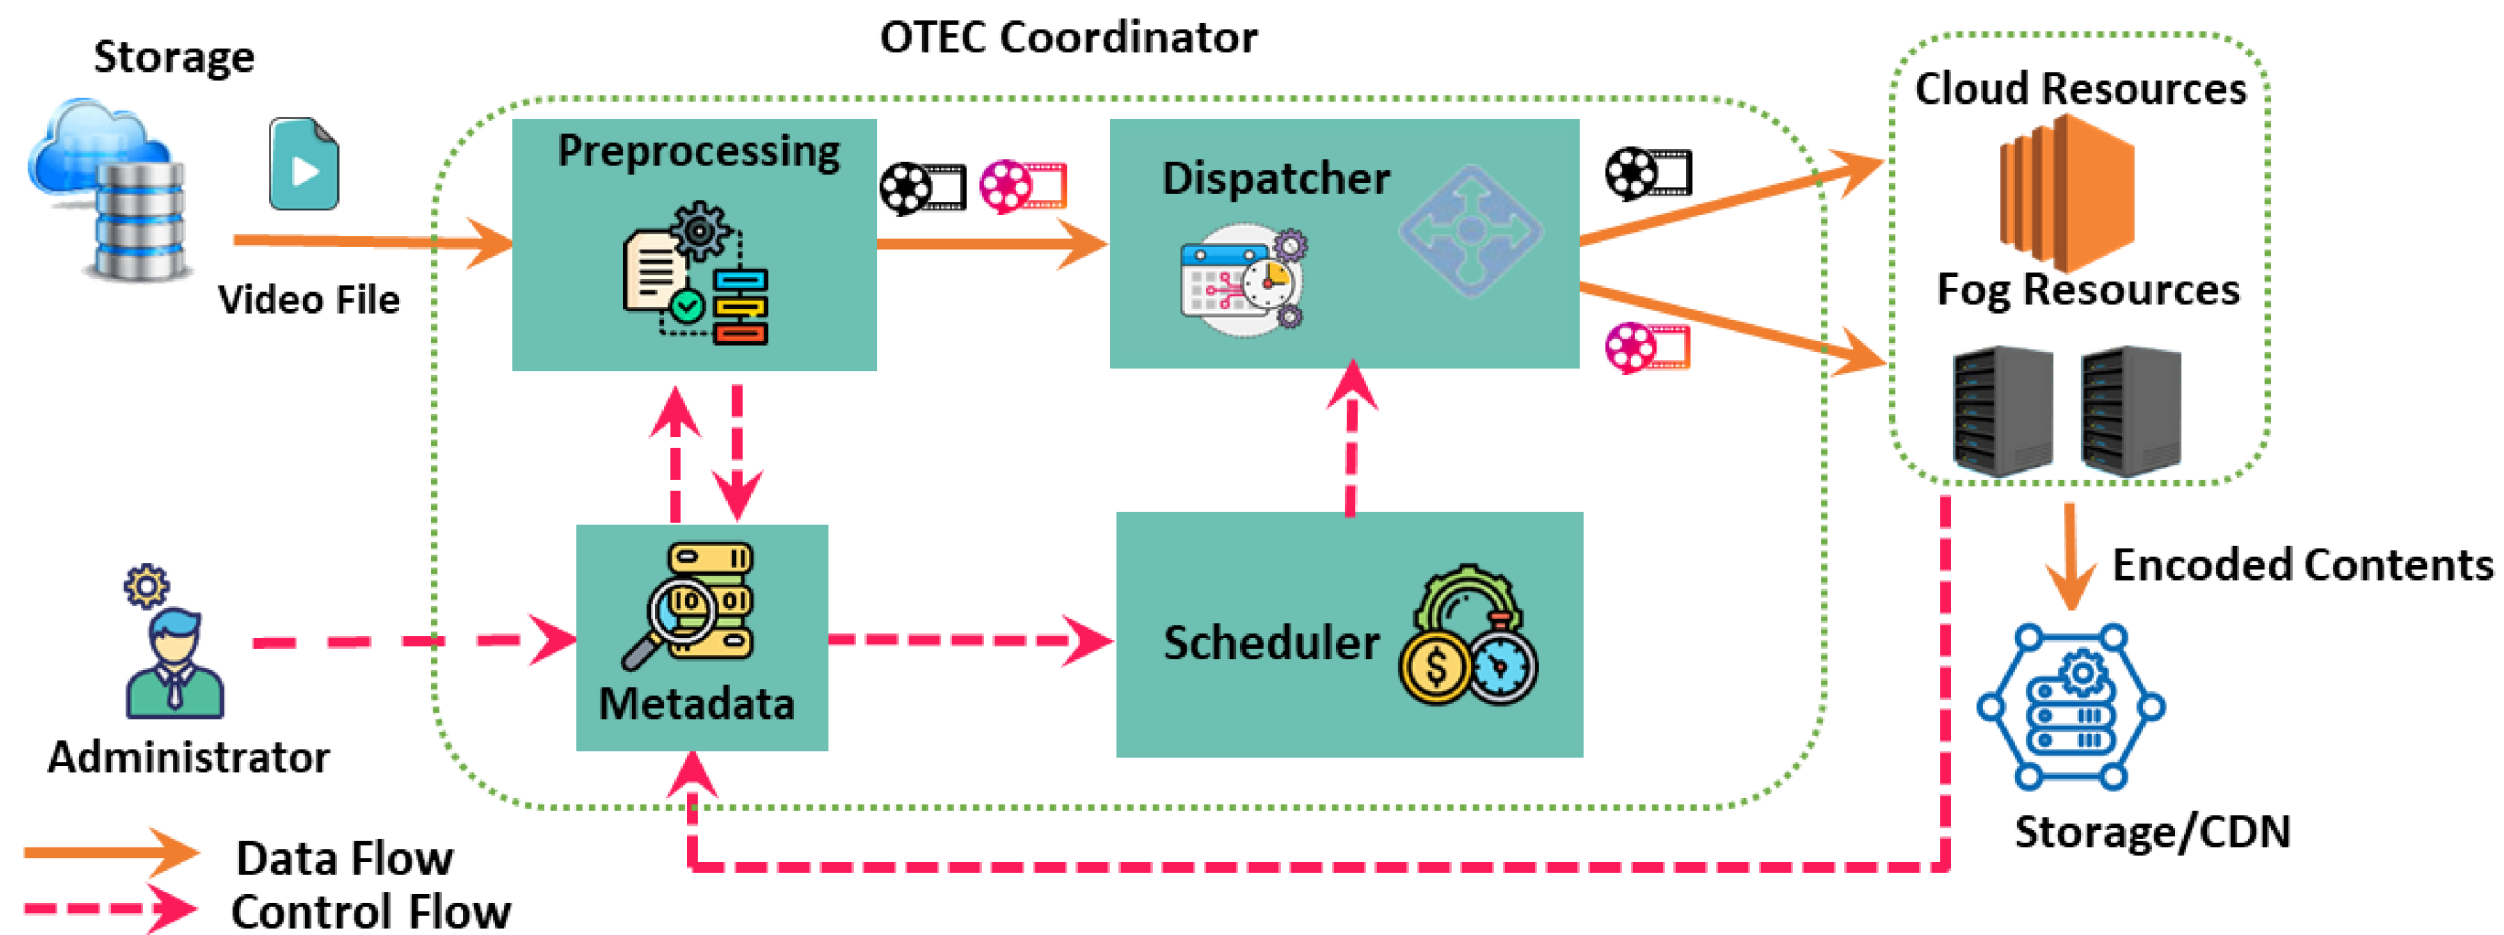 OTEC Coordinator
Storage
Video File
Preprocessing
Dispatcher
Cloud Resources
Fog Resources
Administrator
Metadata
Scheduler
Encoded Contents
Storage/CDN
Data Flow
Control Flow